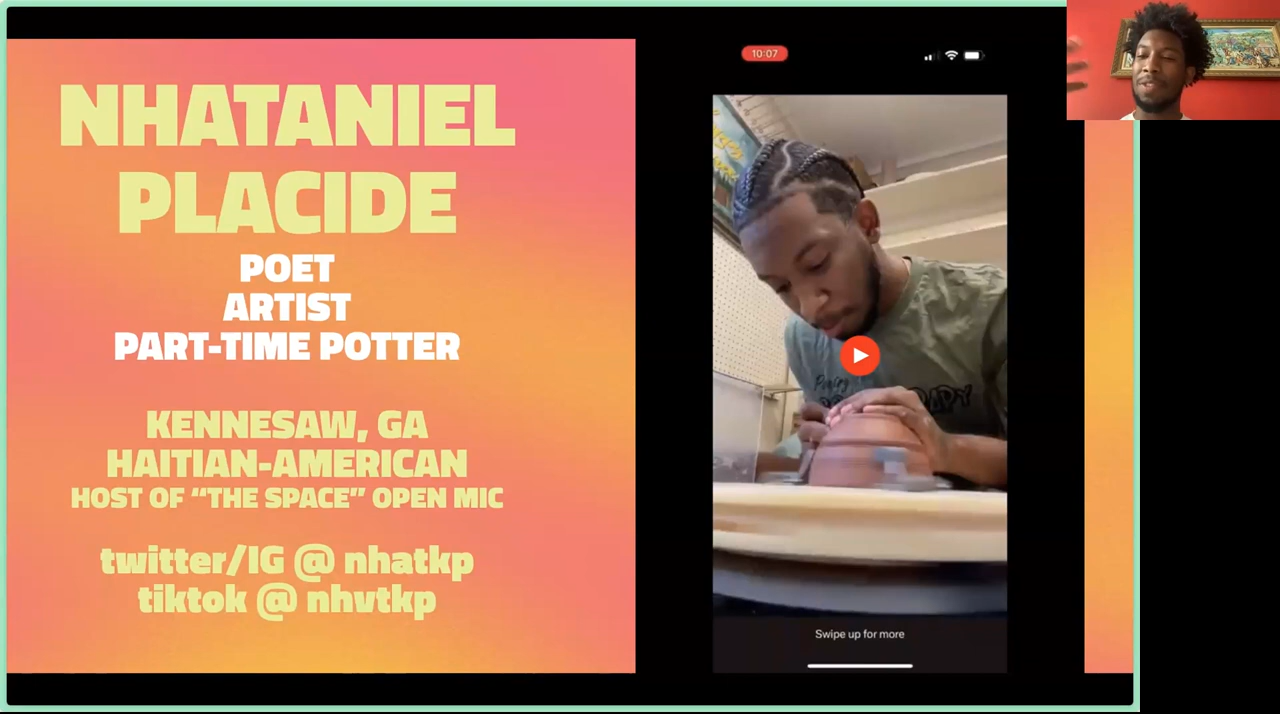 NHATANIEL
PLACIDE
POET
ARTIST
PART-TIME POTTER
KENNESAW, GA
HAITIAN-AMERICAN
HOST OF “THE SPACE” OPEN MIC
twitter/IG @ nhatkp
tiktok @ nhvtkp
10:07
Poetry
Swipe up for more